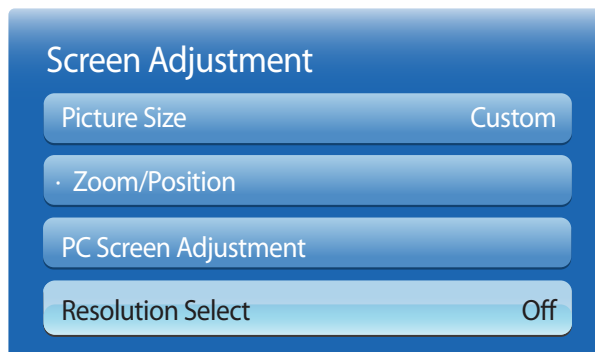 Screen Adjustment
Picture Size Custom
· Zoom/Position
PC Screen Adjustment
Resolution Select Off